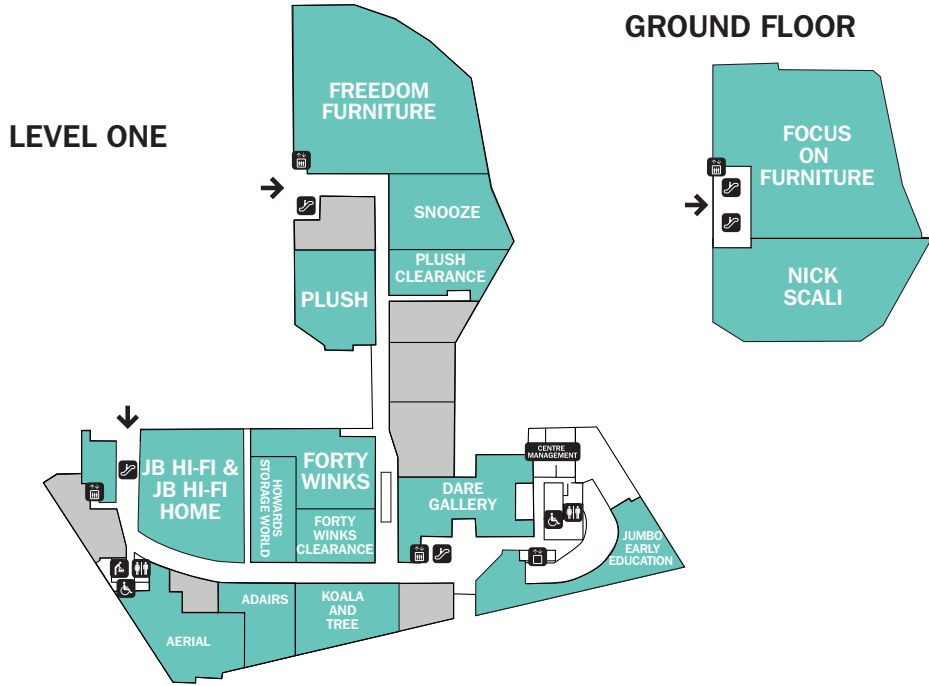 GROUND FLOOR
LEVEL ONE
FREEDOM
FURNITURE
SNOOZE
PLUSH
CLEARANCE
PLUSH
FOCUS
ON
FURNITURE
NICK
SCALI
JB HI-FI &
JB HI-FI
HOME
HOWARDS
STORAGE WORLD
FORTY
WINKS
FORTY
WINKS
CLEARANCE
DARE
GALLERY
CENTRE
MANAGEMENT
JUMBO
EARLY
EDUCATION
AERIAL
ADAIRS
KOALA
AND
TREE